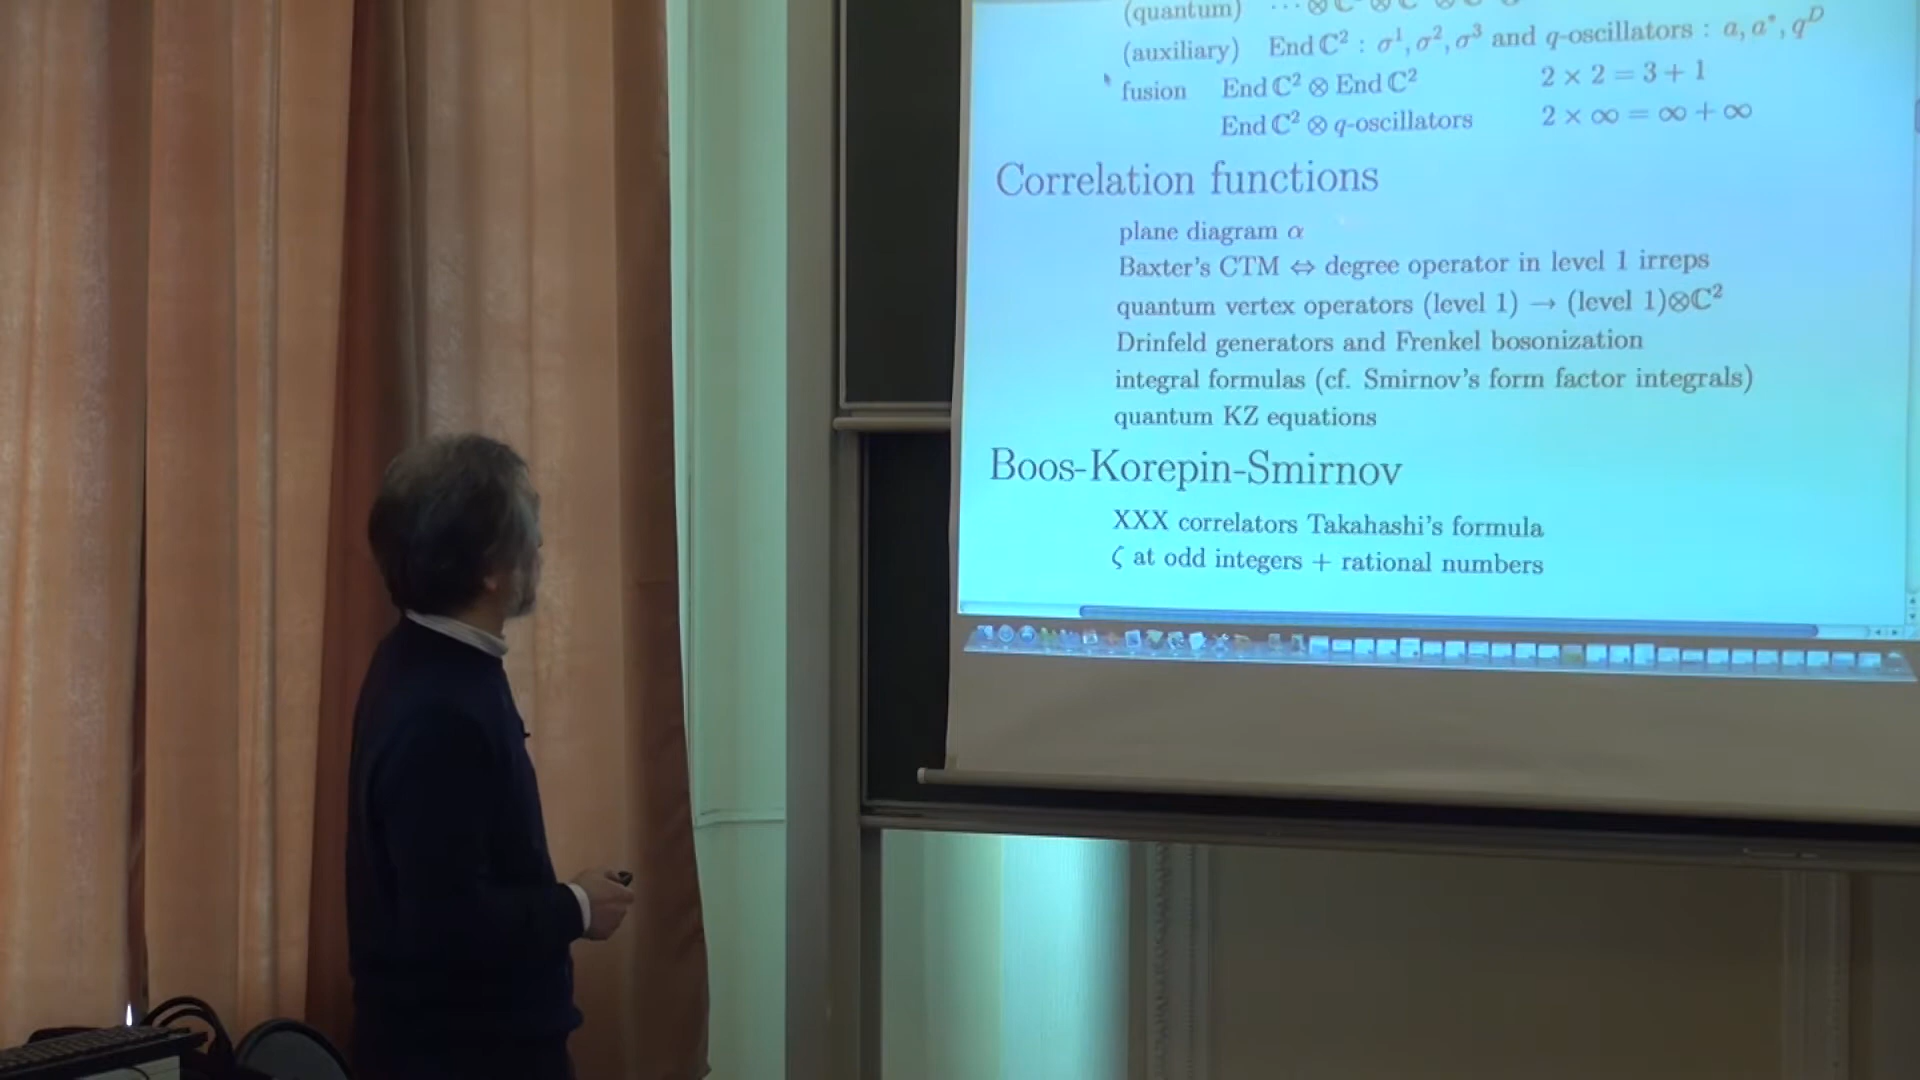 (quantum) ⋯ ⊗ ℂ² ⊗ ℂ² ⊗ ℂ²
(auxiliary) End ℂ² : σ¹, σ², σ³ and q-oscillators : a, a*, q^D
fusion End ℂ² ⊗ End ℂ² 2 × 2 = 3 + 1
End ℂ² ⊗ q-oscillators 2 × ∞ = ∞ + ∞
Correlation functions
plane diagram α
Baxter's CTM ⇔ degree operator in level 1 irreps
quantum vertex operators (level 1) → (level 1)⊗ℂ²
Drinfeld generators and Frenkel bosonization
integral formulas (cf. Smirnov's form factor integrals)
quantum KZ equations
Boos-Korepin-Smirnov
XXX correlators Takahashi's formula
ζ at odd integers + rational numbers